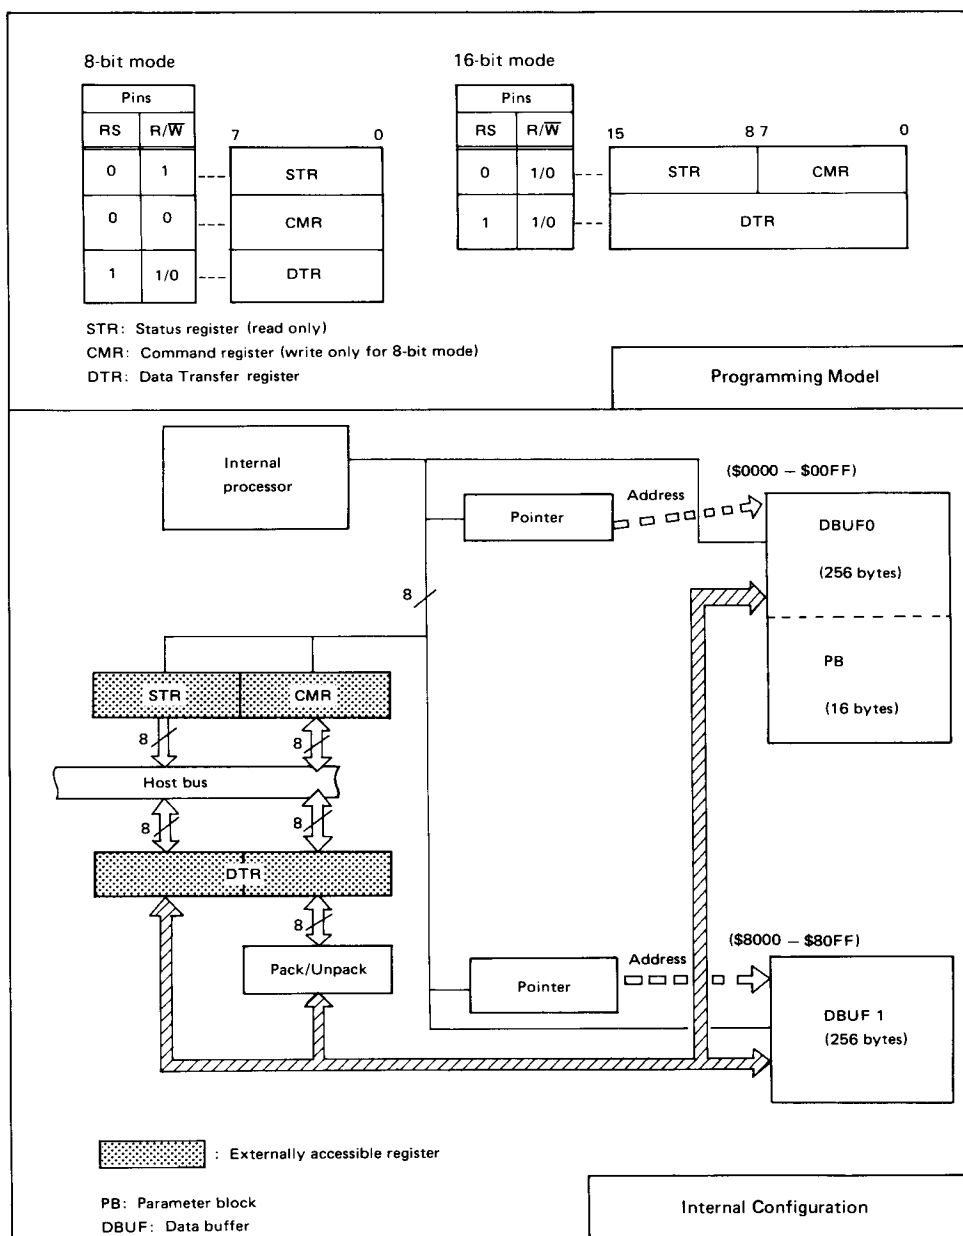 8-bit mode
Pins
RS R/W̅
7 0
0 1 STR
0 0 CMR
1 1/0 DTR
16-bit mode
Pins
RS R/W̅
15 8 7 0
0 1/0 STR CMR
1 1/0 DTR
STR: Status register (read only)
CMR: Command register (write only for 8-bit mode)
DTR: Data Transfer register
Programming Model
Internal
processor
Pointer
Address
($0000 – $00FF)
DBUF0
(256 bytes)
PB
(16 bytes)
8
STR CMR
8 8
Host bus
8 8
DTR
8
Pack/Unpack
Pointer
Address
($8000 – $80FF)
DBUF 1
(256 bytes)
: Externally accessible register
PB: Parameter block
DBUF: Data buffer
Internal Configuration